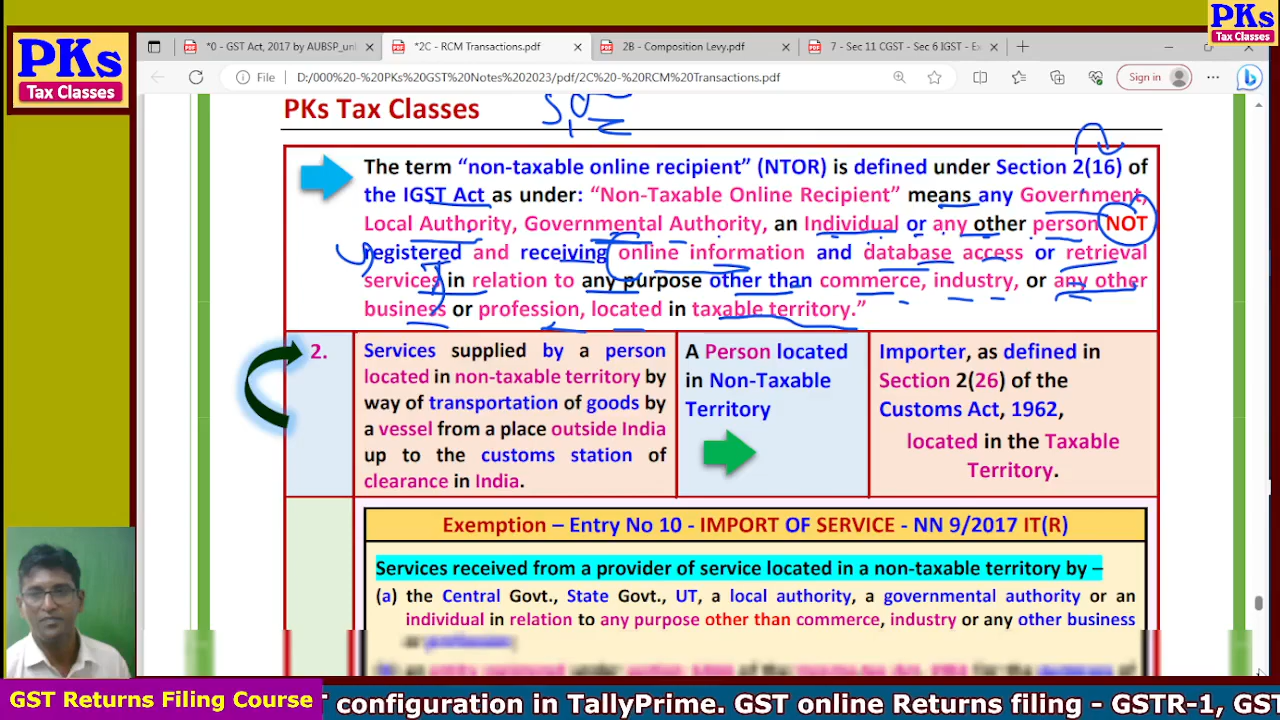 PKs
Tax Classes
PKs
Tax Classes
*0 - GST Act, 2017 by AUBSP_unl
*2C - RCM Transactions.pdf
2B - Composition Levy.pdf
7 - Sec 11 CGST - Sec 6 IGST - Ex
File
D:/000%20-%20PKs%20GST%20Notes%202023/pdf/2C%20-%20RCM%20Transactions.pdf
Sign in
PKs Tax Classes
The term “non-taxable online recipient” (NTOR) is defined under Section 2(16) of
the IGST Act as under: “Non-Taxable Online Recipient” means any Government,
Local Authority, Governmental Authority, an Individual or any other person NOT
registered and receiving online information and database access or retrieval
services in relation to any purpose other than commerce, industry, or any other
business or profession, located in taxable territory.”
2.
Services supplied by a person
located in non-taxable territory by
way of transportation of goods by
a vessel from a place outside India
up to the customs station of
clearance in India.
A Person located
in Non-Taxable
Territory
Importer, as defined in
Section 2(26) of the
Customs Act, 1962,
located in the Taxable
Territory.
Exemption – Entry No 10 - IMPORT OF SERVICE - NN 9/2017 IT(R)
Services received from a provider of service located in a non-taxable territory by –
(a) the Central Govt., State Govt., UT, a local authority, a governmental authority or an
individual in relation to any purpose other than commerce, industry or any other business
or profession;
GST Returns Filing Course
T configuration in TallyPrime. GST online Returns filing - GSTR-1, GST